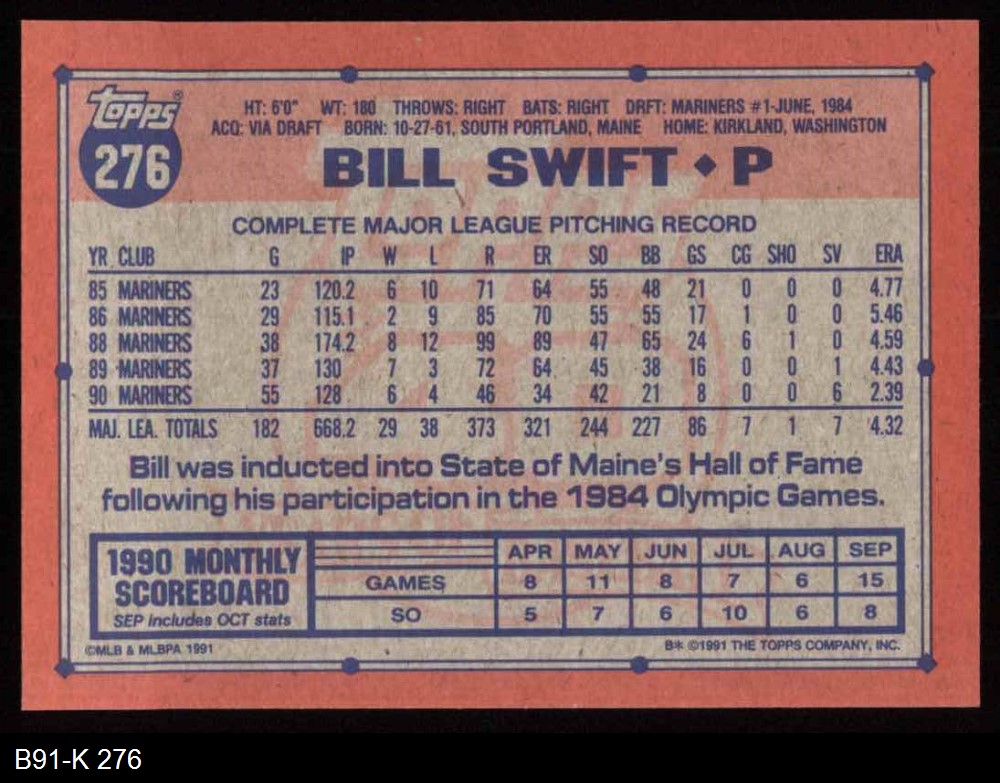 Topps®
276
HT: 6'0" WT: 180 THROWS: RIGHT BATS: RIGHT DRFT: MARINERS #1-JUNE, 1984
ACQ: VIA DRAFT BORN: 10-27-61, SOUTH PORTLAND, MAINE HOME: KIRKLAND, WASHINGTON
BILL SWIFT ◆ P
COMPLETE MAJOR LEAGUE PITCHING RECORD
YR CLUB G IP W L R ER SO BB GS CG SHO SV ERA
85 MARINERS 23 120.2 6 10 71 64 55 48 21 0 0 0 4.77
86 MARINERS 29 115.1 2 9 85 70 55 55 17 1 0 0 5.46
88 MARINERS 38 174.2 8 12 99 89 47 65 24 6 1 0 4.59
89 MARINERS 37 130 7 3 72 64 45 38 16 0 0 1 4.43
90 MARINERS 55 128 6 4 46 34 42 21 8 0 0 6 2.39
MAJ. LEA. TOTALS 182 668.2 29 38 373 321 244 227 86 7 1 7 4.32
Bill was inducted into State of Maine's Hall of Fame
following his participation in the 1984 Olympic Games.
1990 MONTHLY
SCOREBOARD
SEP includes OCT stats
APR MAY JUN JUL AUG SEP
GAMES 8 11 8 7 6 15
SO 5 7 6 10 6 8
©MLB & MLBPA 1991
B* ©1991 THE TOPPS COMPANY, INC.
B91-K 276